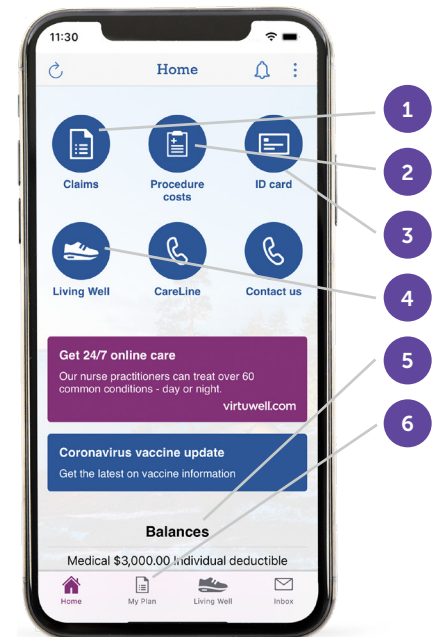 11:30
Home
1
Claims
Procedure
costs
ID card
2
3
Living Well
CareLine
Contact us
4
Get 24/7 online care
Our nurse practitioners can treat over 60
common conditions - day or night.
virtuwell.com
5
Coronavirus vaccine update
Get the latest on vaccine information
6
Balances
Medical $3,000.00 Individual deductible
Home
My Plan
Living Well
Inbox